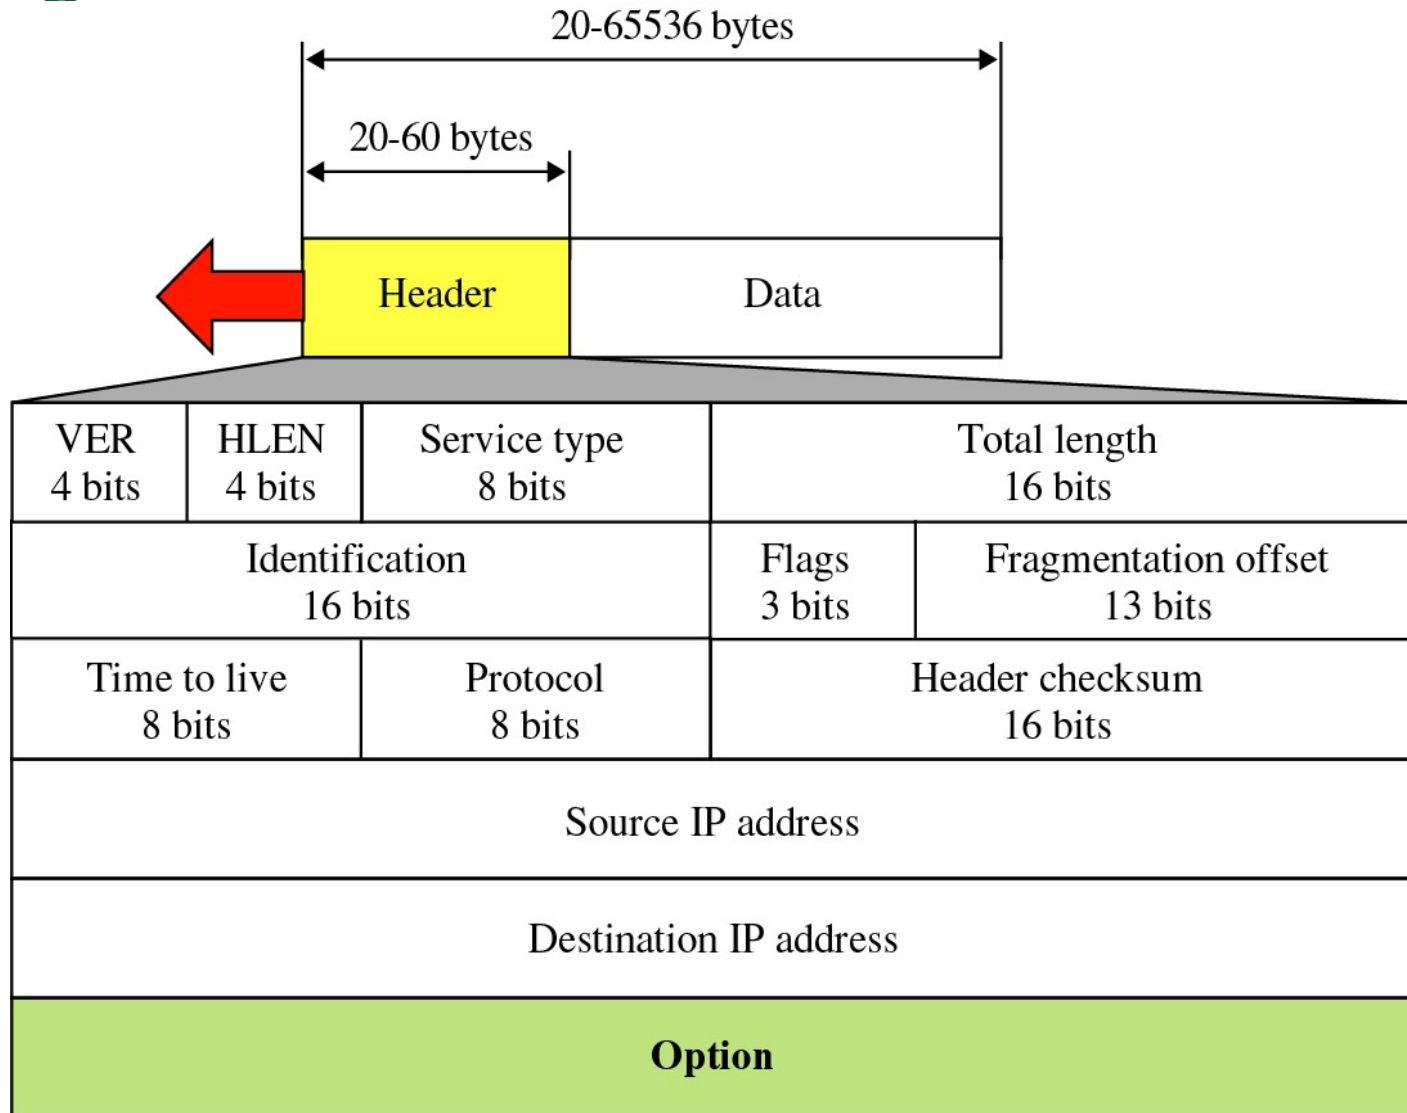 20-65536 bytes
20-60 bytes
Header
Data
VER
4 bits
HLEN
4 bits
Service type
8 bits
Total length
16 bits
Identification
16 bits
Flags
3 bits
Fragmentation offset
13 bits
Time to live
8 bits
Protocol
8 bits
Header checksum
16 bits
Source IP address
Destination IP address
Option